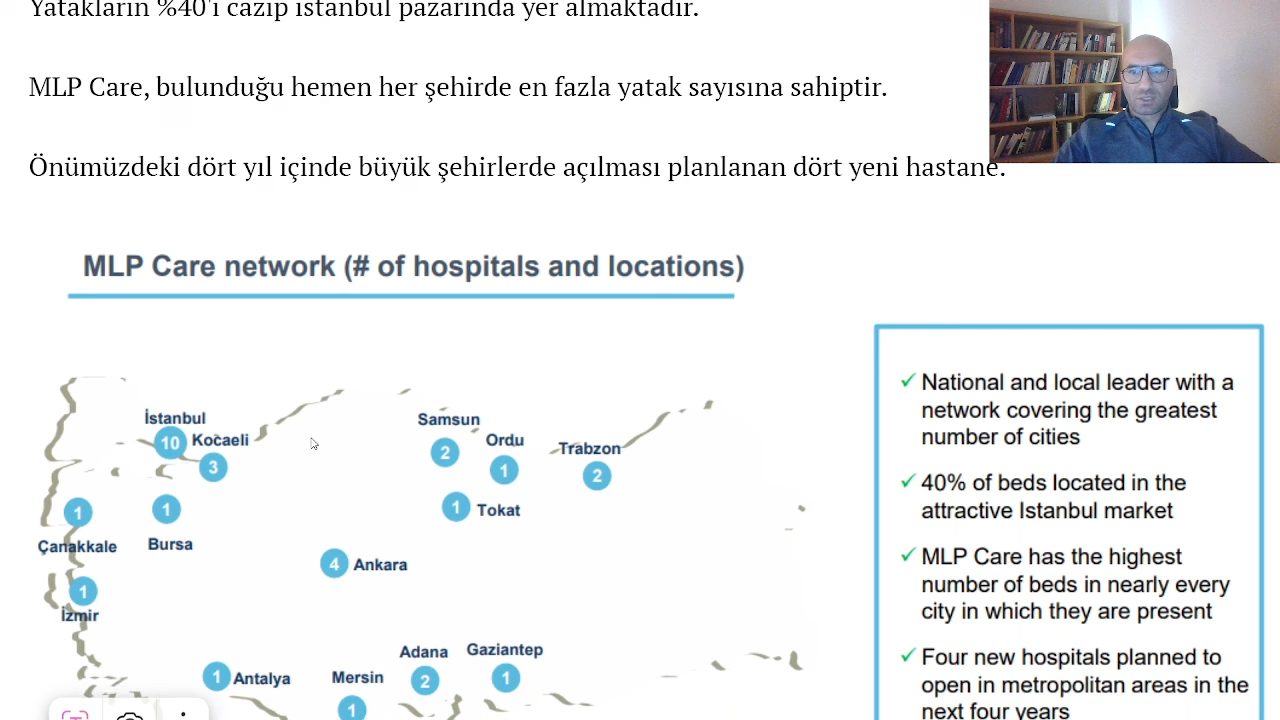 Yatakların %40'ı cazip İstanbul pazarında yer almaktadır.
MLP Care, bulunduğu hemen her şehirde en fazla yatak sayısına sahiptir.
Önümüzdeki dört yıl içinde büyük şehirlerde açılması planlanan dört yeni hastane.
MLP Care network (# of hospitals and locations)
İstanbul
10
Kocaeli
3
Samsun
2
Ordu
1
Trabzon
2
1
Tokat
1
Çanakkale
1
Bursa
4
Ankara
1
İzmir
1
Antalya
Mersin
1
Adana
2
Gaziantep
1
✓ National and local leader with a
network covering the greatest
number of cities
✓ 40% of beds located in the
attractive Istanbul market
✓ MLP Care has the highest
number of beds in nearly every
city in which they are present
✓ Four new hospitals planned to
open in metropolitan areas in the
next four years